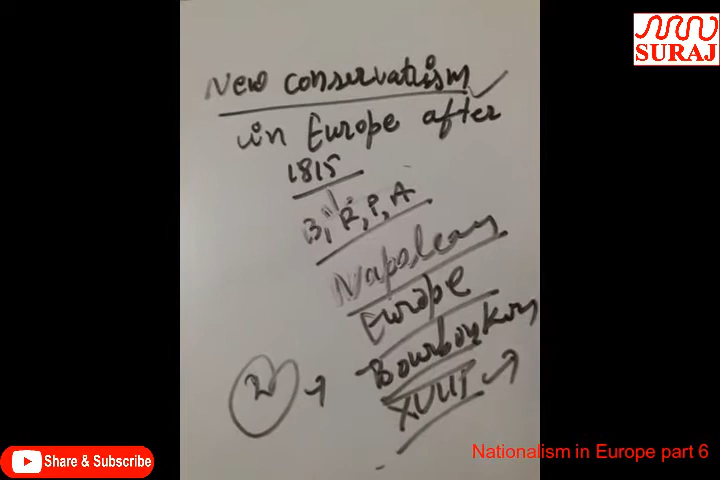 SURAJ
New conservatism
in Europe after
1815
B, R, P, A
Napoleon
Europe
Bourbon
XVIII
Nationalism in Europe part 6
Share & Subscribe